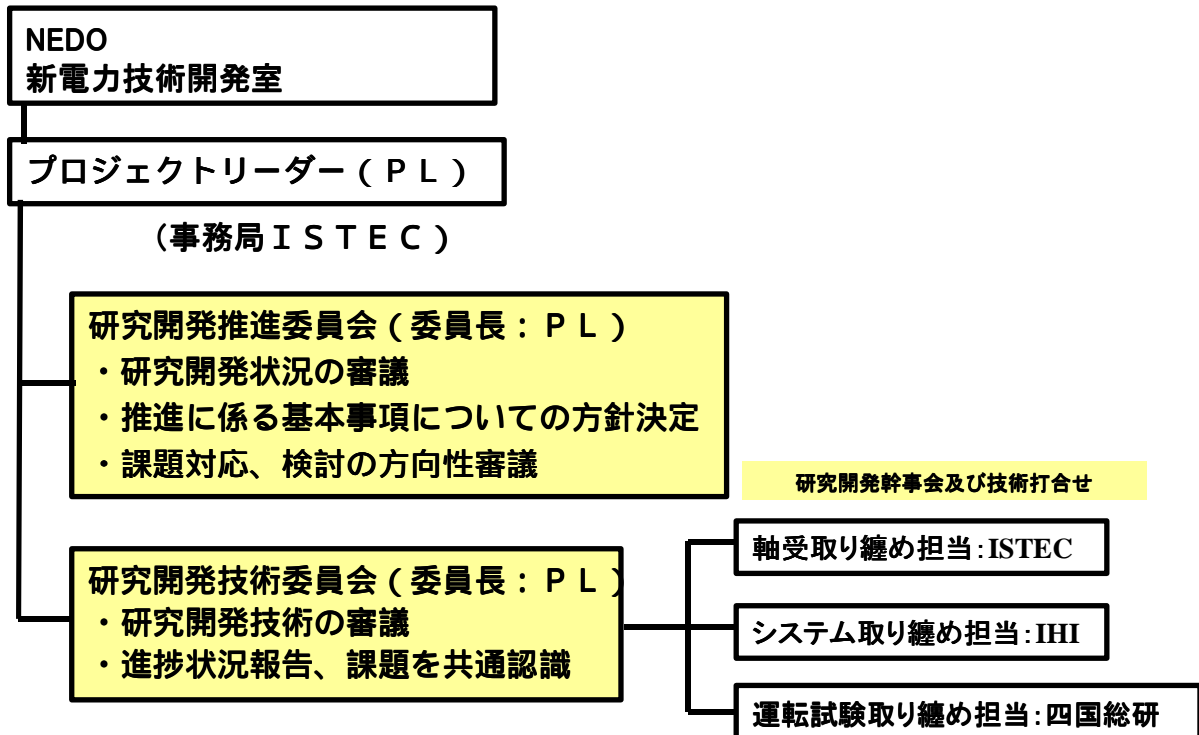 NEDO
新電力技術開発室
プロジェクトリーダー（ＰＬ）
（事務局ＩＳＴＥＣ）
研究開発推進委員会（委員長：ＰＬ）
・研究開発状況の審議
・推進に係る基本事項についての方針決定
・課題対応、検討の方向性審議
研究開発幹事会及び技術打合せ
研究開発技術委員会（委員長：ＰＬ）
・研究開発技術の審議
・進捗状況報告、課題を共通認識
軸受取り纏め担当：ISTEC
システム取り纏め担当：IHI
運転試験取り纏め担当：四国総研